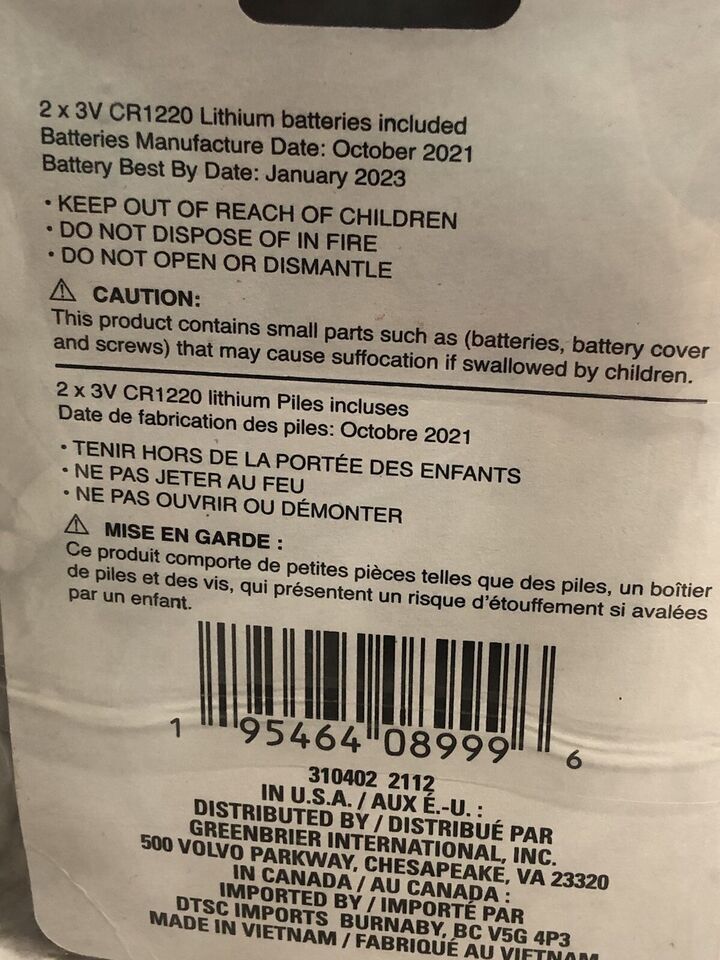 2 x 3V CR1220 Lithium batteries included
Batteries Manufacture Date: October 2021
Battery Best By Date: January 2023
• KEEP OUT OF REACH OF CHILDREN
• DO NOT DISPOSE OF IN FIRE
• DO NOT OPEN OR DISMANTLE
⚠ CAUTION:
This product contains small parts such as (batteries, battery cover
and screws) that may cause suffocation if swallowed by children.
2 x 3V CR1220 lithium Piles incluses
Date de fabrication des piles: Octobre 2021
• TENIR HORS DE LA PORTÉE DES ENFANTS
• NE PAS JETER AU FEU
• NE PAS OUVRIR OU DÉMONTER
⚠ MISE EN GARDE :
Ce produit comporte de petites pièces telles que des piles, un boîtier
de piles et des vis, qui présentent un risque d'étouffement si avalées
par un enfant.
1 95464 08999 6
310402 2112
IN U.S.A. / AUX É.-U. :
DISTRIBUTED BY / DISTRIBUÉ PAR
GREENBRIER INTERNATIONAL, INC.
500 VOLVO PARKWAY, CHESAPEAKE, VA 23320
IN CANADA / AU CANADA :
IMPORTED BY / IMPORTÉ PAR
DTSC IMPORTS BURNABY, BC V5G 4P3
MADE IN VIETNAM / FABRIQUÉ AU VIETNAM